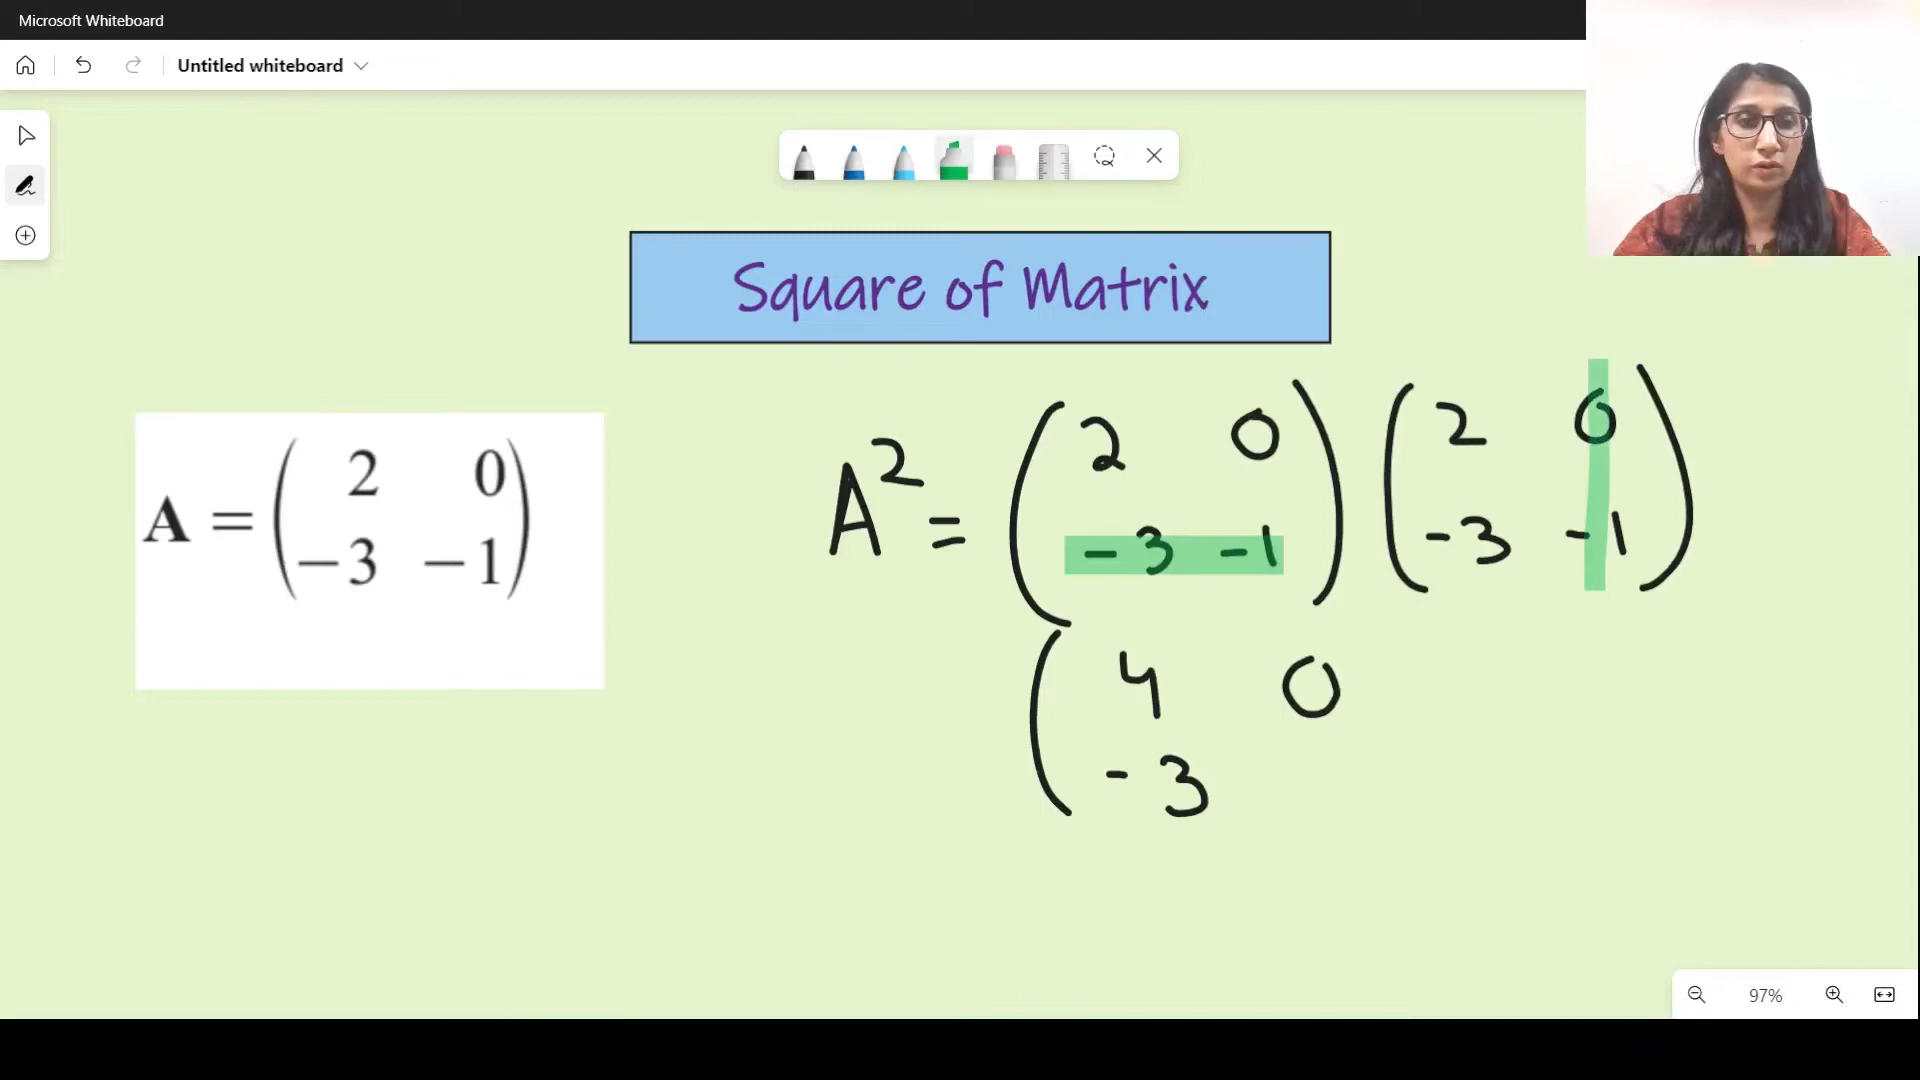 Microsoft Whiteboard
Untitled whiteboard
Square of Matrix
A = ( 2 0
-3 -1 )
A² = ( 2 0 ) ( 2 0 )
-3 -1 -3 -1
( 4 0
-3
97%